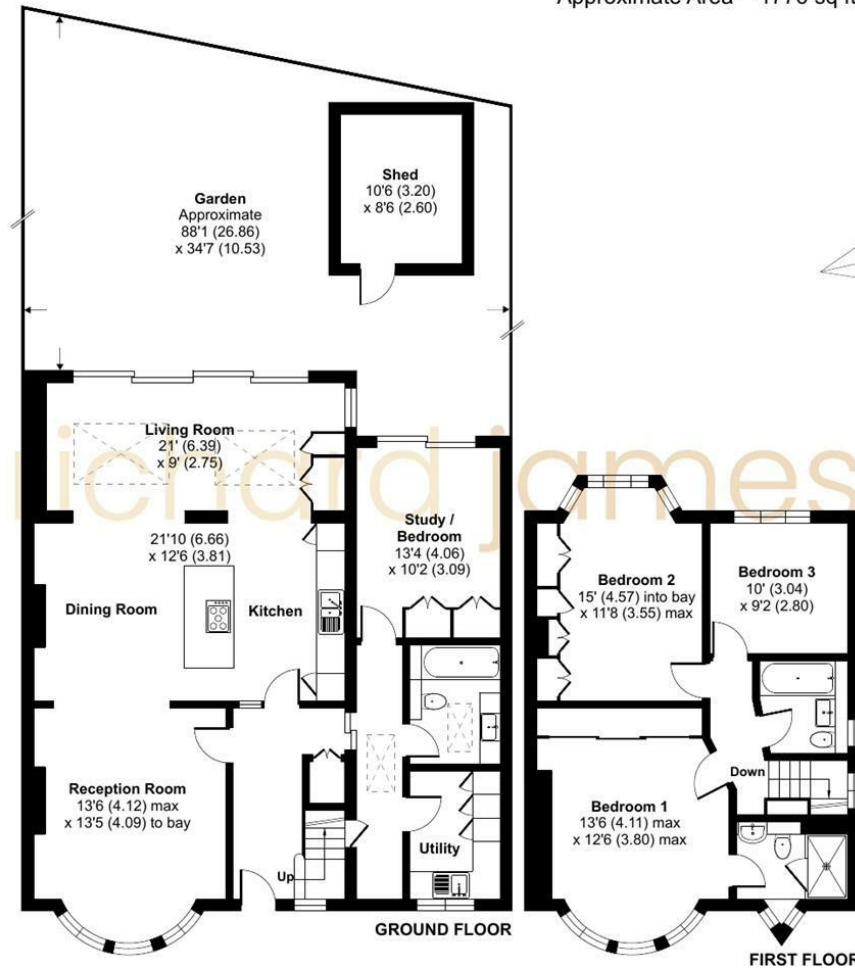 Garden
Approximate
88'1 (26.86)
x 34'7 (10.53)
Shed
10'6 (3.20)
x 8'6 (2.60)
richard james
Living Room
21' (6.39)
x 9' (2.75)
21'10 (6.66)
x 12'6 (3.81)
Dining Room
Kitchen
Study /
Bedroom
13'4 (4.06)
x 10'2 (3.09)
Reception Room
13'6 (4.12) max
x 13'5 (4.09) to bay
Up
Utility
GROUND FLOOR
Bedroom 2
15' (4.57) into bay
x 11'8 (3.55) max
Bedroom 3
10' (3.04)
x 9'2 (2.80)
Down
Bedroom 1
13'6 (4.11) max
x 12'6 (3.80) max
FIRST FLOOR